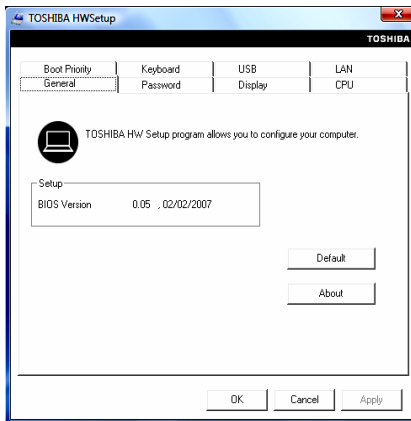 TOSHIBA HWSetup
TOSHIBA
Boot Priority Keyboard USB LAN
General Password Display CPU
TOSHIBA HW Setup program allows you to configure your computer.
Setup
BIOS Version 0.05 , 02/02/2007
Default
About
OK Cancel Apply